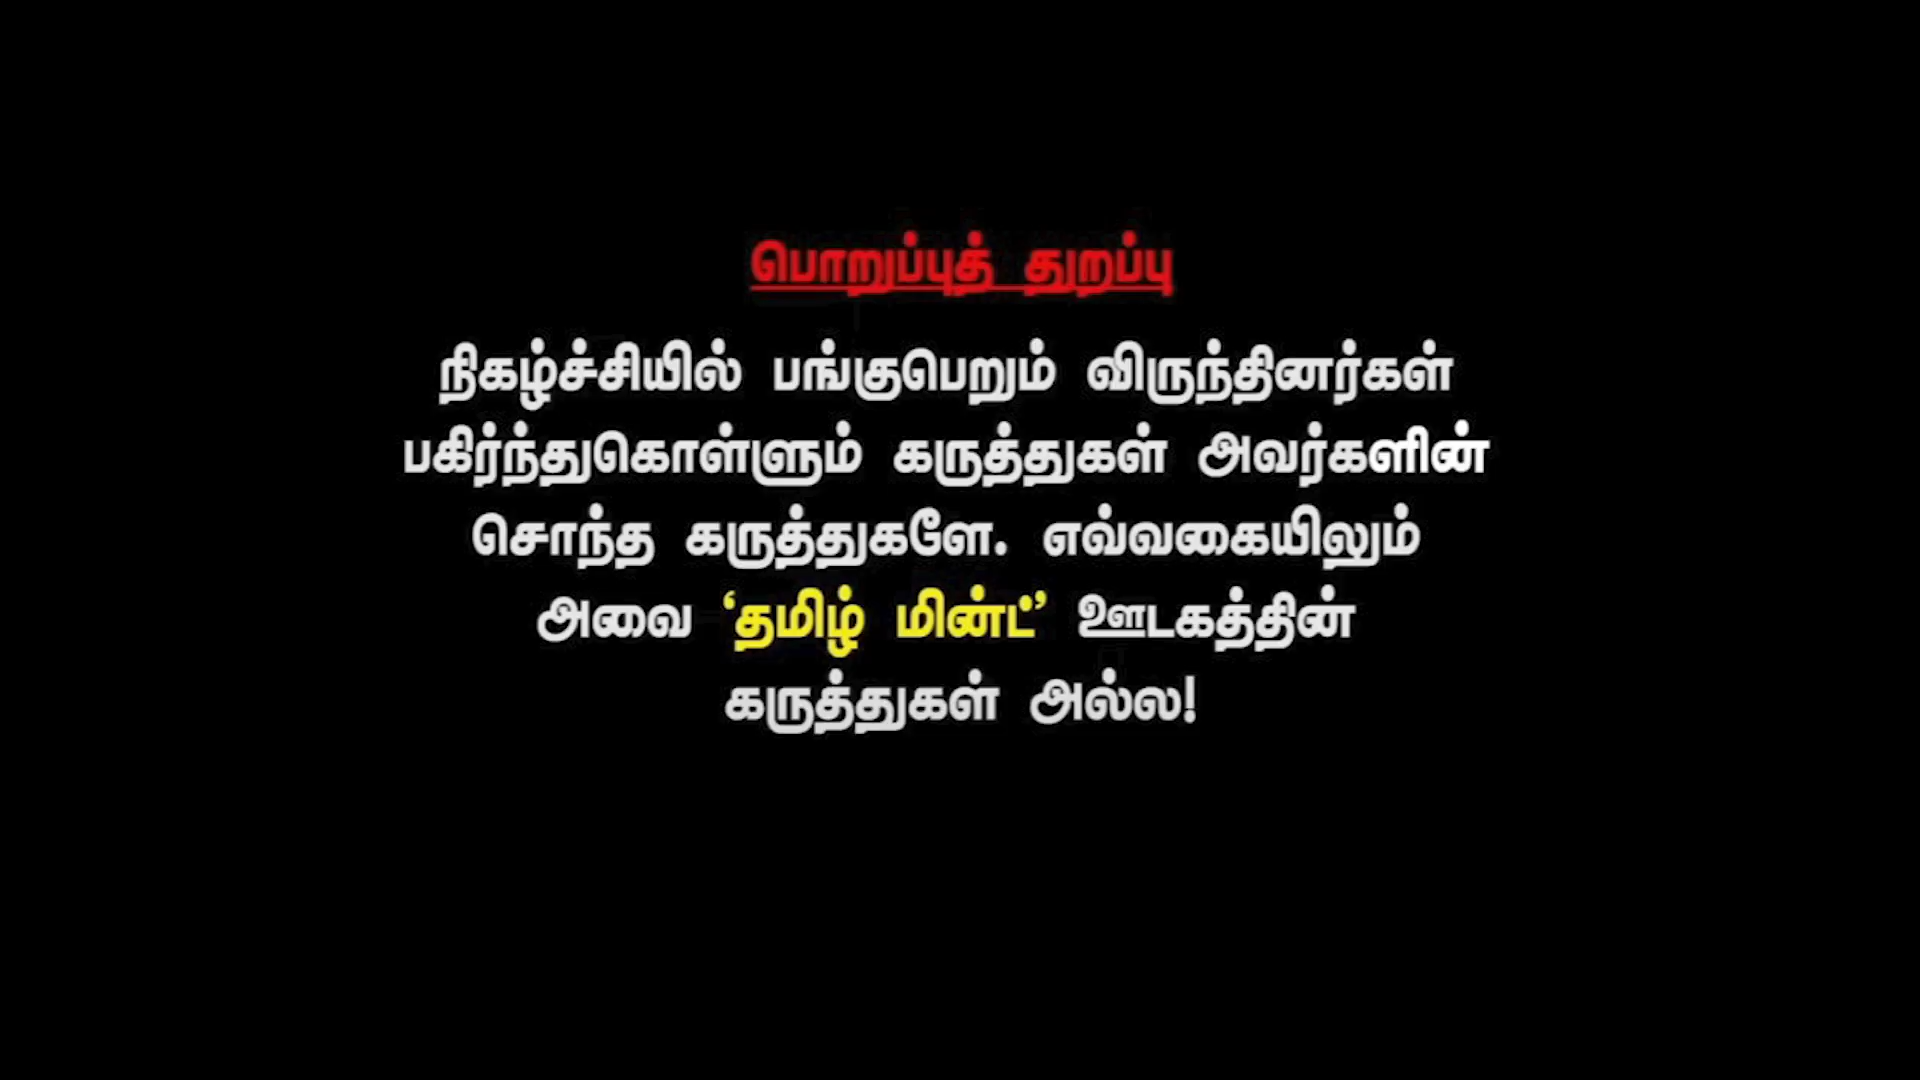 பொறுப்புத் துறப்பு
நிகழ்ச்சியில் பங்குபெறும் விருந்தினர்கள்
பகிர்ந்துகொள்ளும் கருத்துகள் அவர்களின்
சொந்த கருத்துகளே. எவ்வகையிலும்
அவை ‘தமிழ் மின்ட்’ ஊடகத்தின்
கருத்துகள் அல்ல!